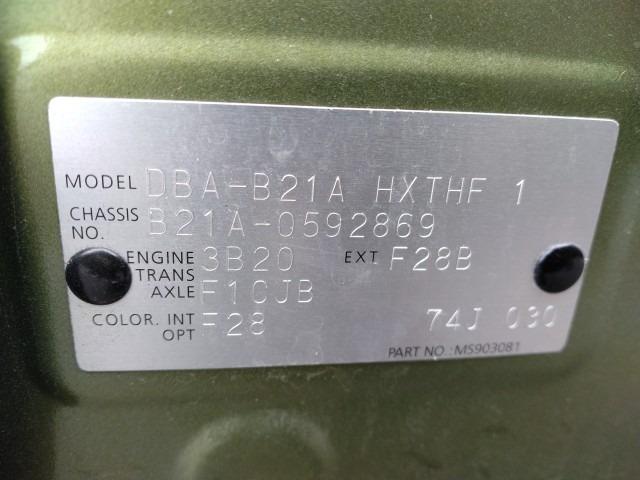 MODEL DBA-B21A HXTHF 1
CHASSIS NO. B21A-0592869
ENGINE 3B20 EXT F28B
TRANS AXLE F1CJB
COLOR. INT OPT F28 74J 030
PART NO.:MS903081